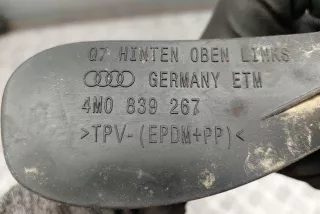 Q7 HINTEN OBEN LINKS
GERMANY ETM
4M0 839 267
>TPV-(EPDM+PP)<